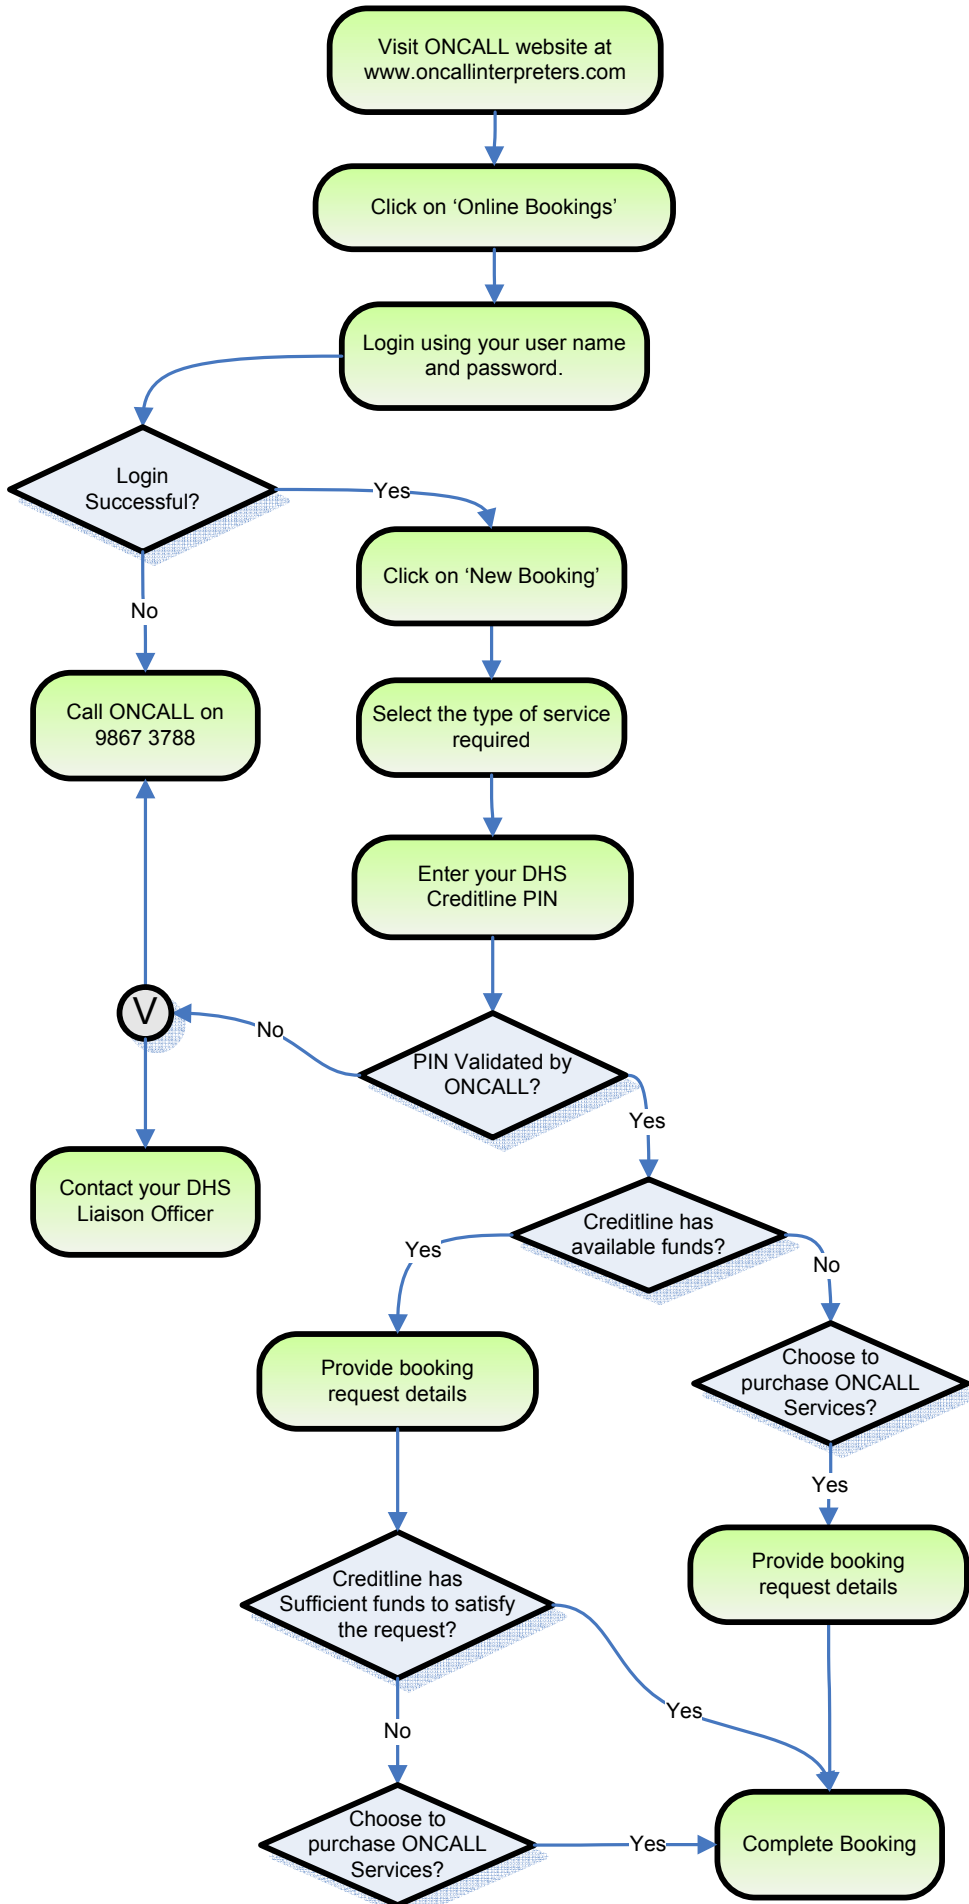 Visit ONCALL website at
www.oncallinterpreters.com
Click on ‘Online Bookings’
Login using your user name
and password.
Login
Successful?
Yes
Click on ‘New Booking’
No
Call ONCALL on
9867 3788
Select the type of service
required
Enter your DHS
Creditline PIN
V
No
PIN Validated by
ONCALL?
Yes
Contact your DHS
Liaison Officer
Creditline has
available funds?
Yes
No
Provide booking
request details
Choose to
purchase ONCALL
Services?
Yes
Provide booking
request details
Creditline has
Sufficient funds to satisfy
the request?
Yes
No
Choose to
purchase ONCALL
Services?
Yes
Complete Booking